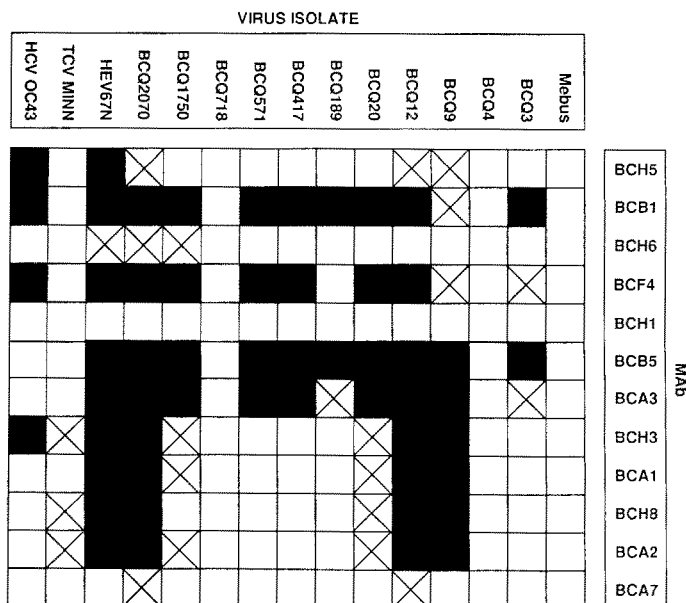 VIRUS ISOLATE
HCV OC43
TCV MINN
HEV67N
BCQ2070
BCQ1750
BCQ718
BCQ571
BCQ417
BCQ189
BCQ20
BCQ12
BCQ9
BCQ4
BCQ3
Mebus
BCH5
BCB1
BCH6
BCF4
BCH1
BCB5
BCA3
BCH3
BCA1
BCH8
BCA2
BCA7
MAb